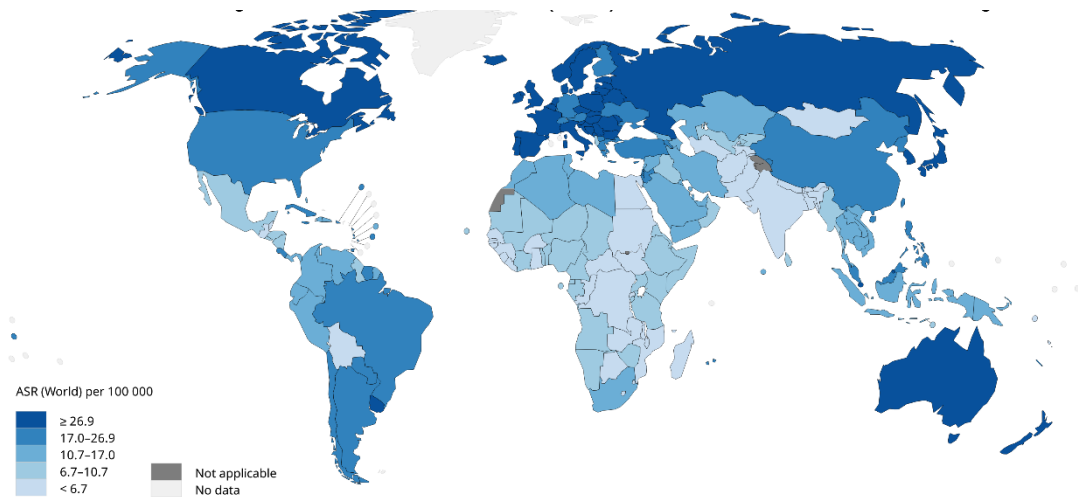 ASR (World) per 100 000
≥ 26.9
17.0–26.9
10.7–17.0
6.7–10.7
< 6.7
Not applicable
No data